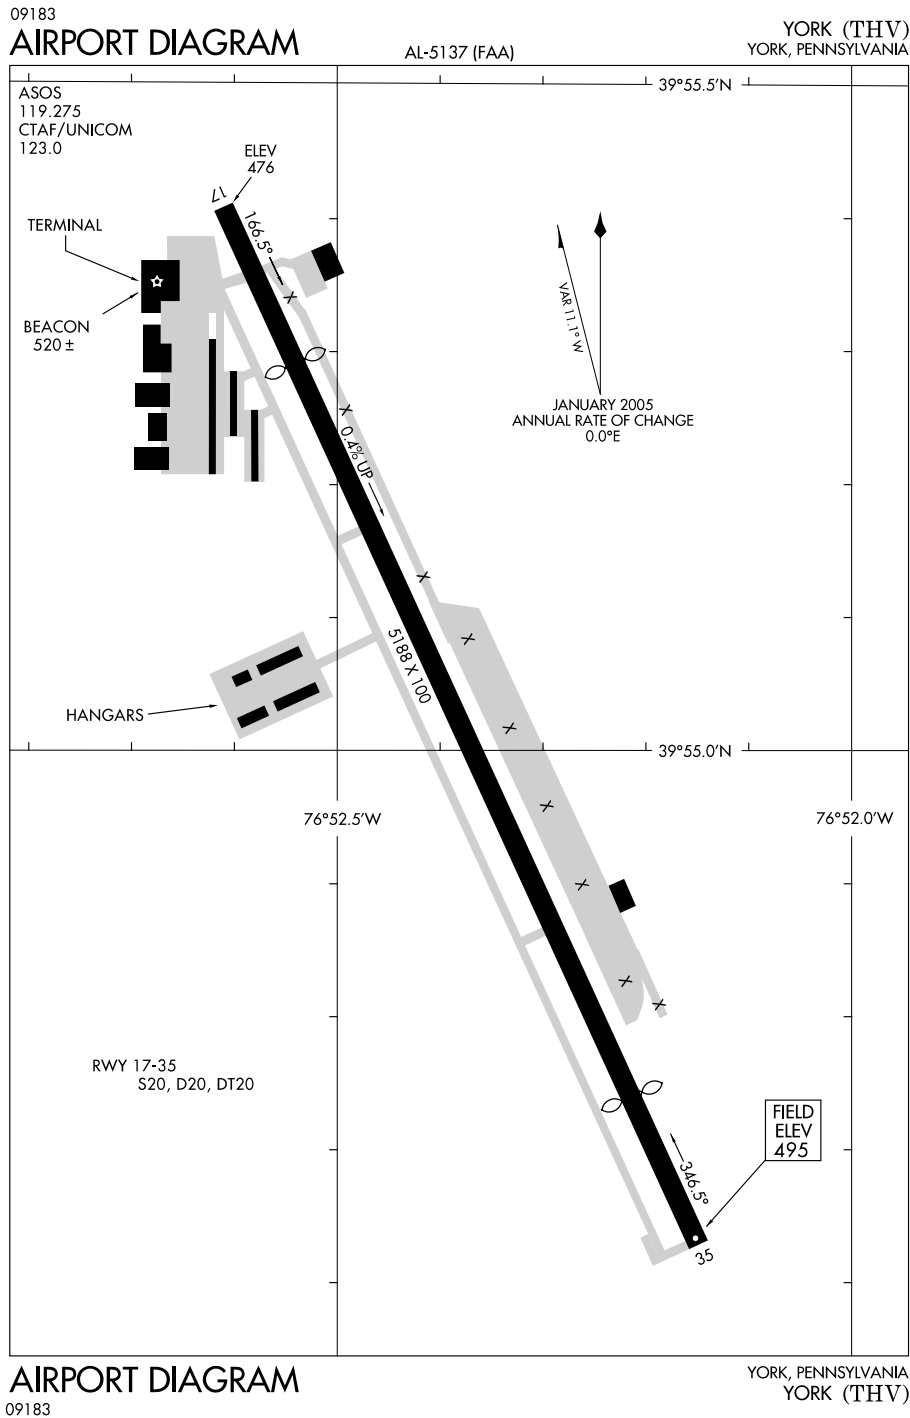 09183
AIRPORT DIAGRAM
AL-5137 (FAA)
YORK (THV)
YORK, PENNSYLVANIA
39°55.5'N
ASOS
119.275
CTAF/UNICOM
123.0
ELEV
476
17
166.5°
TERMINAL
BEACON
520 ±
VAR 11.1° W
JANUARY 2005
ANNUAL RATE OF CHANGE
0.0°E
X
X
0.4% UP
X
X
5188 X 100
HANGARS
X
39°55.0'N
76°52.5'W
76°52.0'W
X
X
X
X
RWY 17-35
S20, D20, DT20
FIELD
ELEV
495
346.5°
35
AIRPORT DIAGRAM
09183
YORK, PENNSYLVANIA
YORK (THV)